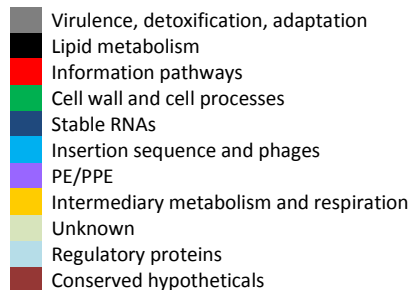 Virulence, detoxification, adaptation
Lipid metabolism
Information pathways
Cell wall and cell processes
Stable RNAs
Insertion sequence and phages
PE/PPE
Intermediary metabolism and respiration
Unknown
Regulatory proteins
Conserved hypotheticals